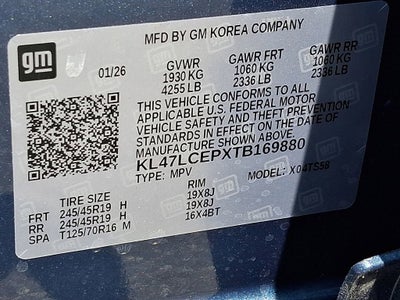 MFD BY GM KOREA COMPANY
gm
01/26
GVWR GAWR FRT GAWR RR
1930 KG 1060 KG 1060 KG
4255 LB 2336 LB 2336 LB
THIS VEHICLE CONFORMS TO ALL
APPLICABLE U.S. FEDERAL MOTOR
VEHICLE SAFETY AND THEFT PREVENTION
STANDARDS IN EFFECT ON THE DATE OF
MANUFACTURE SHOWN ABOVE.
KL47LCEPXTB169880
TYPE: MPV MODEL: X04TS58
TIRE SIZE RIM
FRT 245/45R19 H 19X8J
RR 245/45R19 H 19X8J
SPA T125/70R16 M 16X4BT